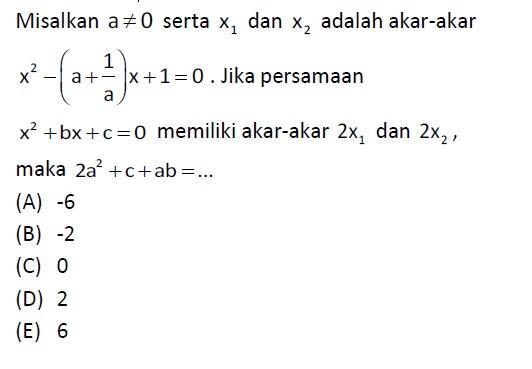 Misalkan a ≠ 0 serta x₁ dan x₂ adalah akar-akar
x² − (a + 1/a)x + 1 = 0 . Jika persamaan
x² + bx + c = 0 memiliki akar-akar 2x₁ dan 2x₂ ,
maka 2a² + c + ab = ...
(A) -6
(B) -2
(C) 0
(D) 2
(E) 6